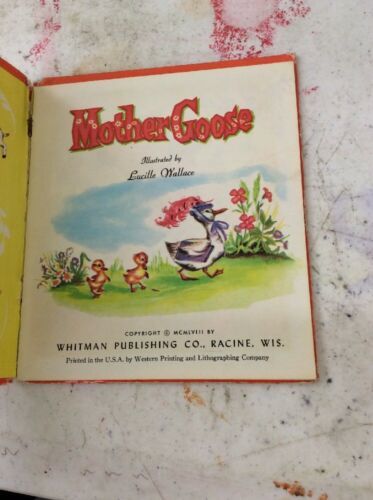 Mother Goose
Illustrated by
Lucille Wallace
COPYRIGHT © MCMLVIII BY
WHITMAN PUBLISHING CO., RACINE, WIS.
Printed in the U.S.A. by Western Printing and Lithographing Company